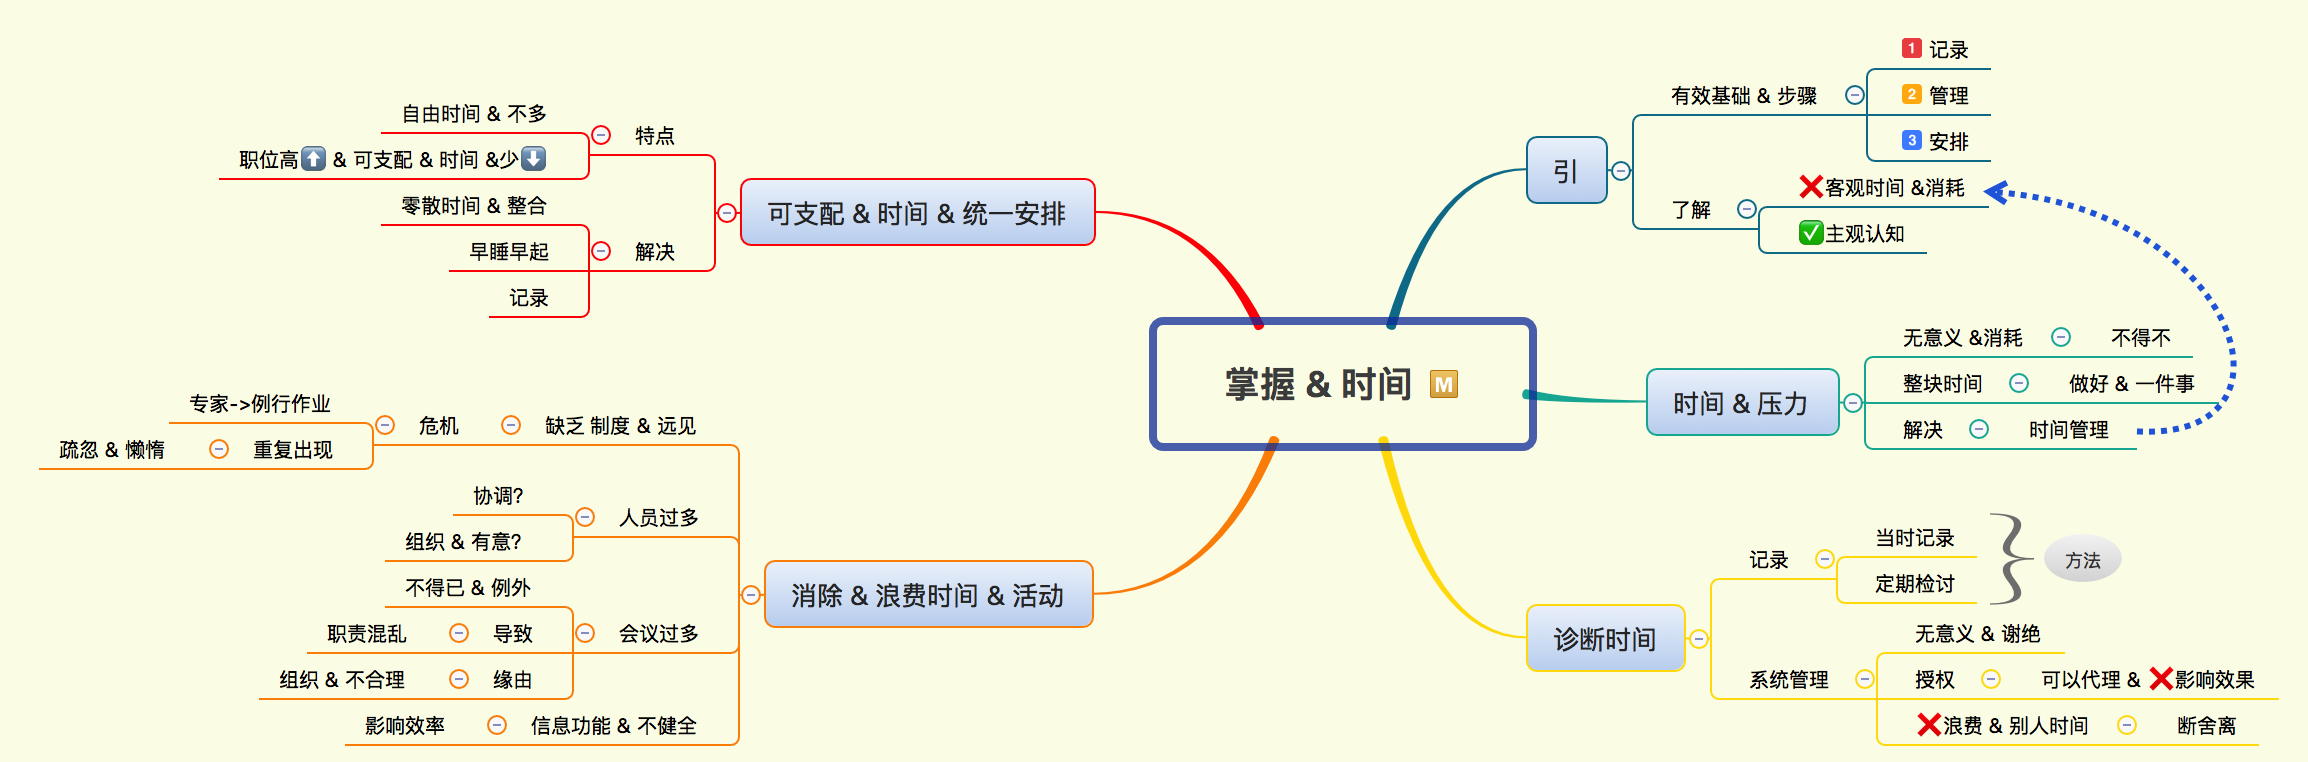 掌握 & 时间 M
引
有效基础 & 步骤
1 记录
2 管理
3 安排
了解
❌客观时间 &消耗
✅主观认知
时间 & 压力
无意义 &消耗
不得不
整块时间
做好 & 一件事
解决
时间管理
诊断时间
记录
当时记录
定期检讨
方法
系统管理
无意义 & 谢绝
授权
可以代理 & ❌影响效果
❌浪费 & 别人时间
断舍离
可支配 & 时间 & 统一安排
特点
自由时间 & 不多
职位高⬆️ & 可支配 & 时间 &少⬇️
解决
零散时间 & 整合
早睡早起
记录
消除 & 浪费时间 & 活动
缺乏 制度 & 远见
危机
专家->例行作业
重复出现
疏忽 & 懒惰
人员过多
协调?
组织 & 有意?
会议过多
不得已 & 例外
导致
职责混乱
缘由
组织 & 不合理
信息功能 & 不健全
影响效率